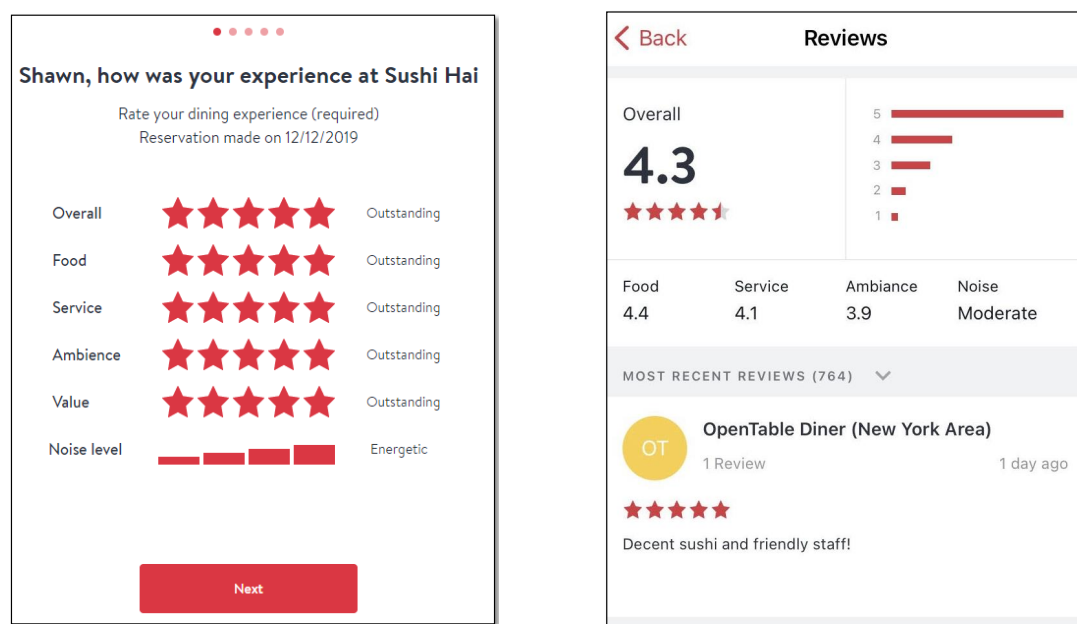 Shawn, how was your experience at Sushi Hai
Rate your dining experience (required)
Reservation made on 12/12/2019
Overall Outstanding
Food Outstanding
Service Outstanding
Ambience Outstanding
Value Outstanding
Noise level Energetic
Next
Back Reviews
Overall
4.3
5
4
3
2
1
Food Service Ambiance Noise
4.4 4.1 3.9 Moderate
MOST RECENT REVIEWS (764)
OT
OpenTable Diner (New York Area)
1 Review 1 day ago
Decent sushi and friendly staff!